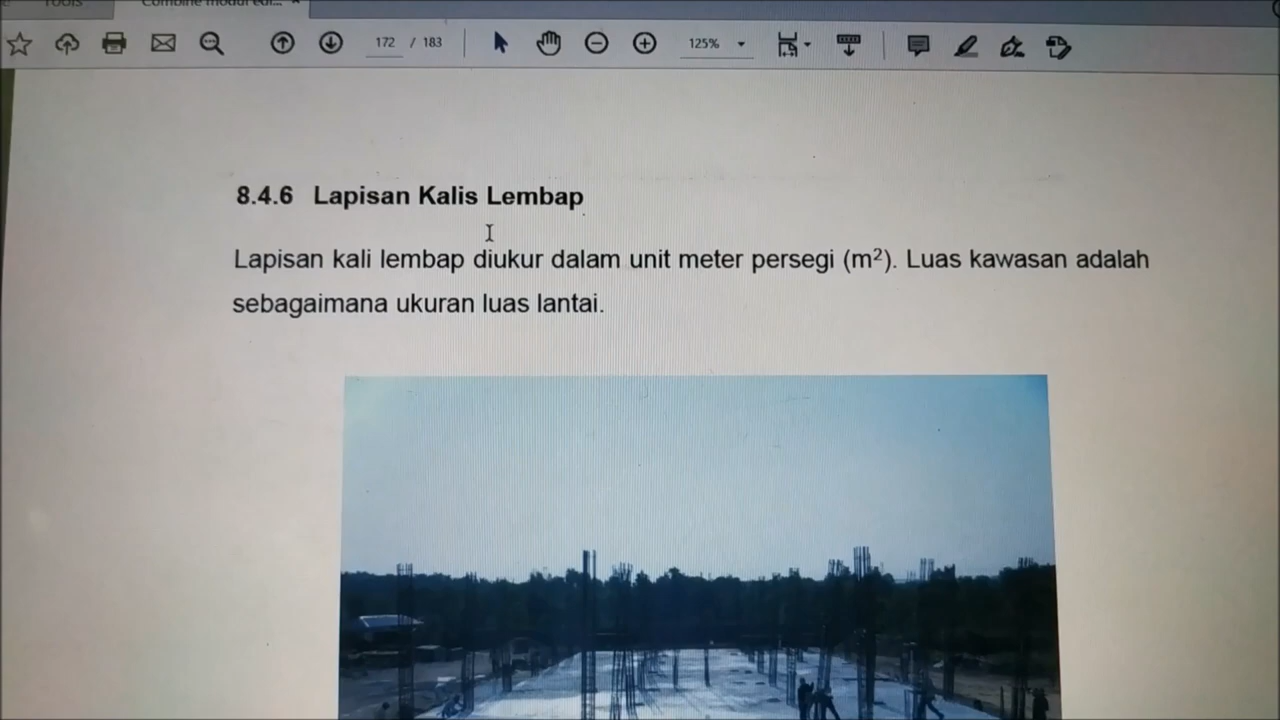 172 / 183
125%
8.4.6 Lapisan Kalis Lembap
Lapisan kali lembap diukur dalam unit meter persegi (m²). Luas kawasan adalah
sebagaimana ukuran luas lantai.